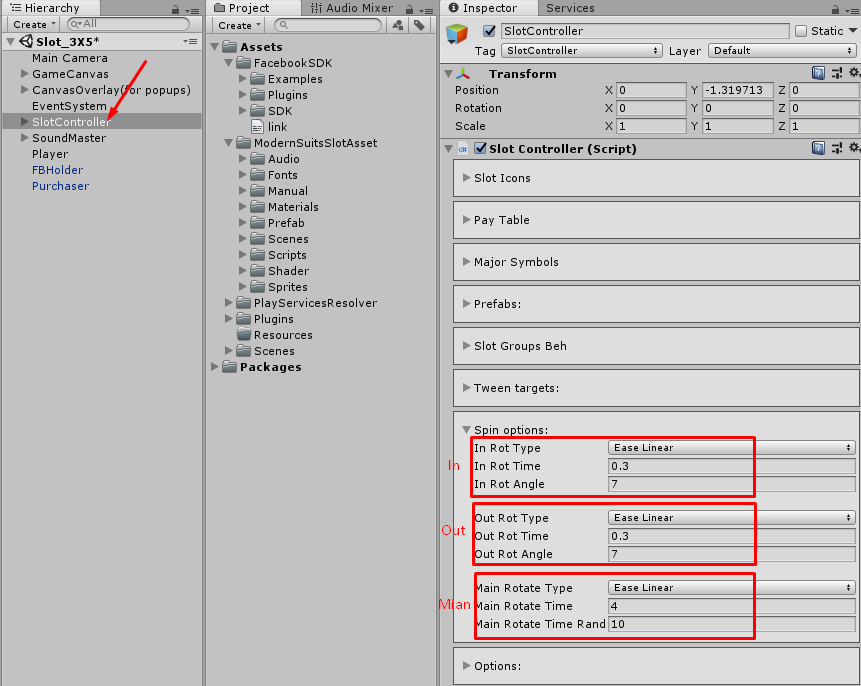 Hierarchy
Create
All
Slot_3X5*
Main Camera
GameCanvas
CanvasOverlay(for popups)
EventSystem
SlotController
SoundMaster
Player
FBHolder
Purchaser
Project
Audio Mixer
Create
Assets
FacebookSDK
Examples
Plugins
SDK
link
ModernSuitsSlotAsset
Audio
Fonts
Manual
Materials
Prefab
Scenes
Scripts
Shader
Sprites
PlayServicesResolver
Plugins
Resources
Scenes
Packages
Inspector
Services
SlotController
Static
Tag SlotController Layer Default
Transform
Position X 0 Y -1.319713 Z 0
Rotation X 0 Y 0 Z 0
Scale X 1 Y 1 Z 1
Slot Controller (Script)
Slot Icons
Pay Table
Major Symbols
Prefabs:
Slot Groups Beh
Tween targets:
Spin options:
In
In Rot Type Ease Linear
In Rot Time 0.3
In Rot Angle 7
Out
Out Rot Type Ease Linear
Out Rot Time 0.3
Out Rot Angle 7
Mian
Main Rotate Type Ease Linear
Main Rotate Time 4
Main Rotate Time Rand 10
Options: